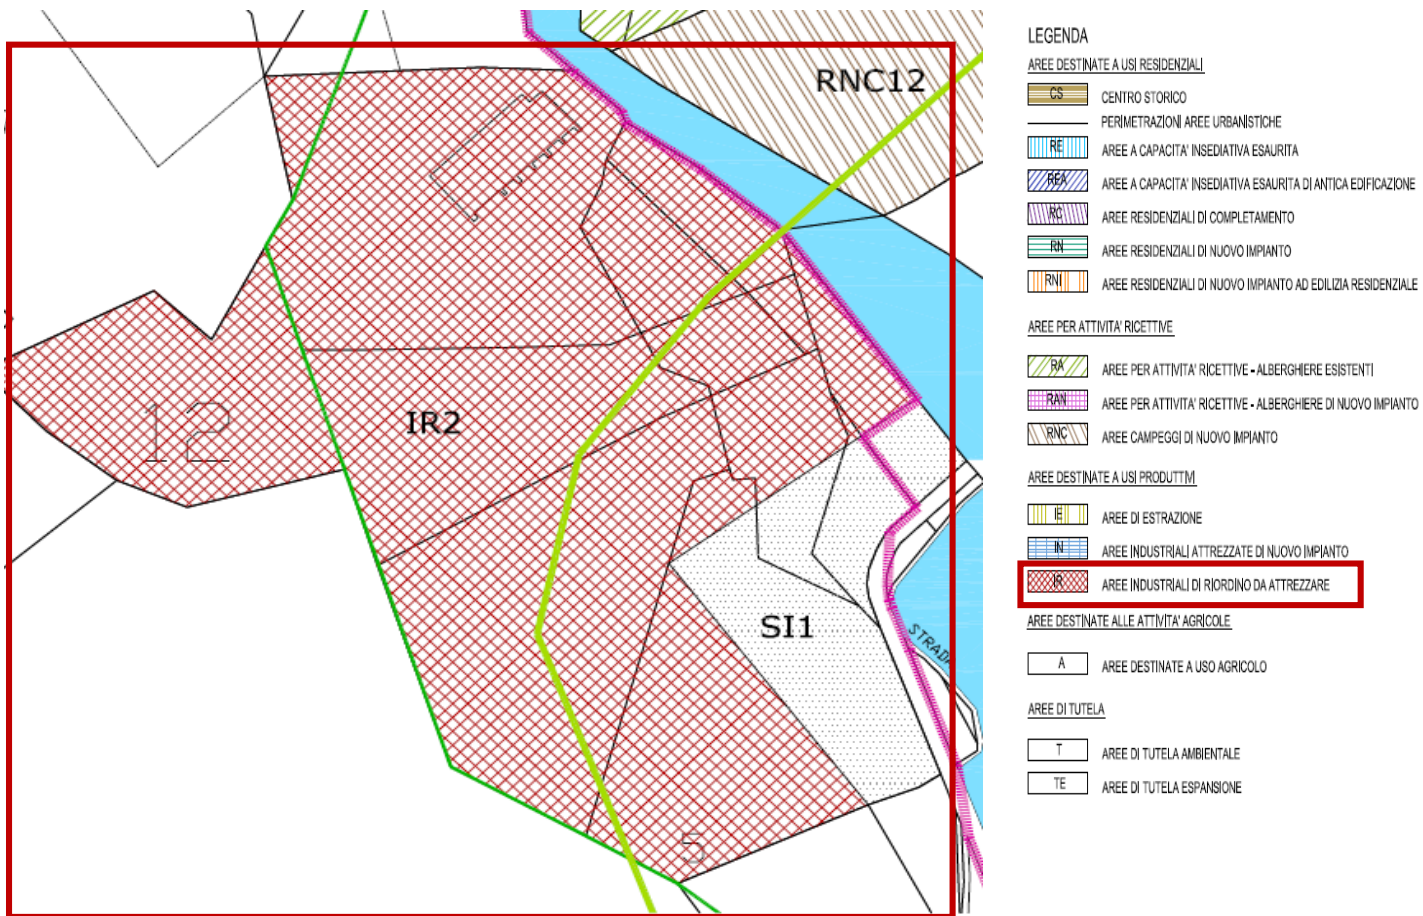 RNC12
IR2
12
SI1
STRADA
5
LEGENDA
AREE DESTINATE A USI RESIDENZIALI
CS CENTRO STORICO
PERIMETRAZIONI AREE URBANISTICHE
RE AREE A CAPACITA' INSEDIATIVA ESAURITA
REA AREE A CAPACITA' INSEDIATIVA ESAURITA DI ANTICA EDIFICAZIONE
RC AREE RESIDENZIALI DI COMPLETAMENTO
RN AREE RESIDENZIALI DI NUOVO IMPIANTO
RNI AREE RESIDENZIALI DI NUOVO IMPIANTO AD EDILIZIA RESIDENZIALE
AREE PER ATTIVITA' RICETTIVE
RA AREE PER ATTIVITA' RICETTIVE - ALBERGHIERE ESISTENTI
RAN AREE PER ATTIVITA' RICETTIVE - ALBERGHIERE DI NUOVO IMPIANTO
RNC AREE CAMPEGGI DI NUOVO IMPIANTO
AREE DESTINATE A USI PRODUTTIVI
IE AREE DI ESTRAZIONE
IN AREE INDUSTRIALI ATTREZZATE DI NUOVO IMPIANTO
IR AREE INDUSTRIALI DI RIORDINO DA ATTREZZARE
AREE DESTINATE ALLE ATTIVITA' AGRICOLE
A AREE DESTINATE A USO AGRICOLO
AREE DI TUTELA
T AREE DI TUTELA AMBIENTALE
TE AREE DI TUTELA ESPANSIONE